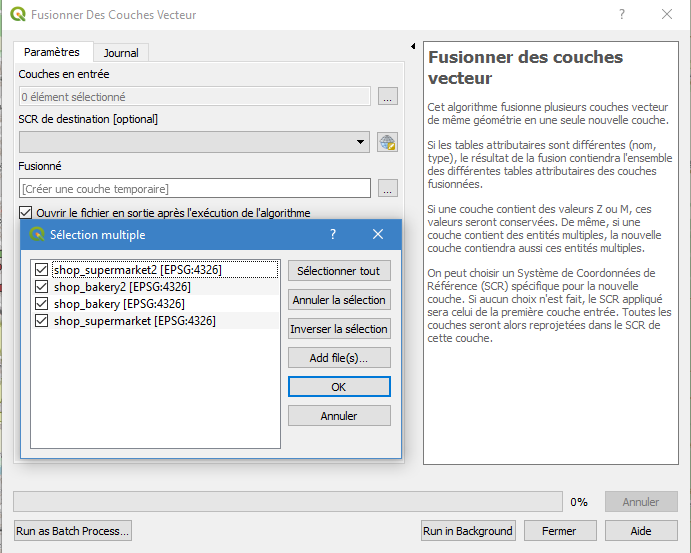 Fusionner Des Couches Vecteur
Paramètres
Journal
Couches en entrée
0 élément sélectionné
...
SCR de destination [optional]
Fusionné
[Créer une couche temporaire]
...
Ouvrir le fichier en sortie après l'exécution de l'algorithme
Sélection multiple
shop_supermarket2 [EPSG:4326]
shop_bakery2 [EPSG:4326]
shop_bakery [EPSG:4326]
shop_supermarket [EPSG:4326]
Sélectionner tout
Annuler la sélection
Inverser la sélection
Add file(s)...
OK
Annuler
Fusionner des couches
vecteur
Cet algorithme fusionne plusieurs couches vecteur
de même géométrie en une seule nouvelle couche.
Si les tables attributaires sont différentes (nom,
type), le résultat de la fusion contiendra l'ensemble
des différentes tables attributaires des couches
fusionnées.
Si une couche contient des valeurs Z ou M, ces
valeurs seront conservées. De même, si une
couche contient des entités multiples, la nouvelle
couche contiendra aussi ces entités multiples.
On peut choisir un Système de Coordonnées de
Référence (SCR) spécifique pour la nouvelle
couche. Si aucun choix n'est fait, le SCR appliqué
sera celui de la première couche entrée. Toutes les
couches seront alors reprojetées dans le SCR de
cette couche.
0%
Annuler
Run as Batch Process...
Run in Background
Fermer
Aide